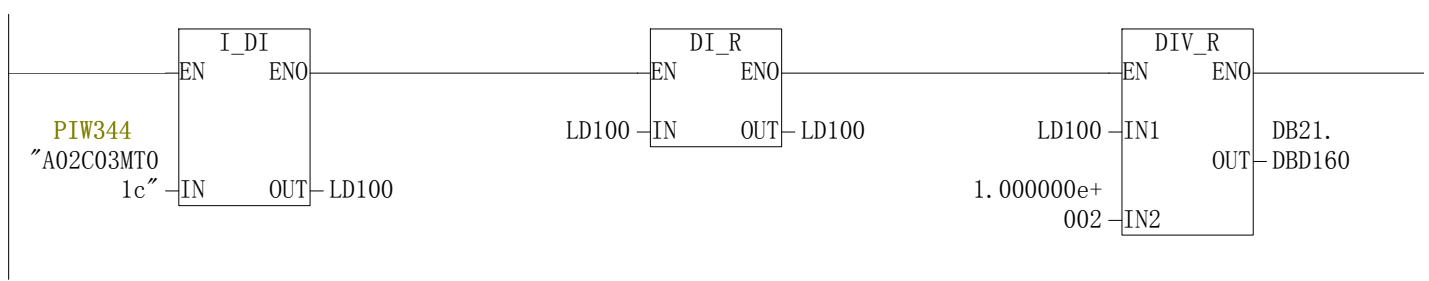 I_DI
EN ENO
PIW344
"A02C03MT0
1c" IN OUT LD100
DI_R
EN ENO
LD100 IN OUT LD100
DIV_R
EN ENO
LD100 IN1
OUT DB21.
DBD160
1.000000e+
002 IN2